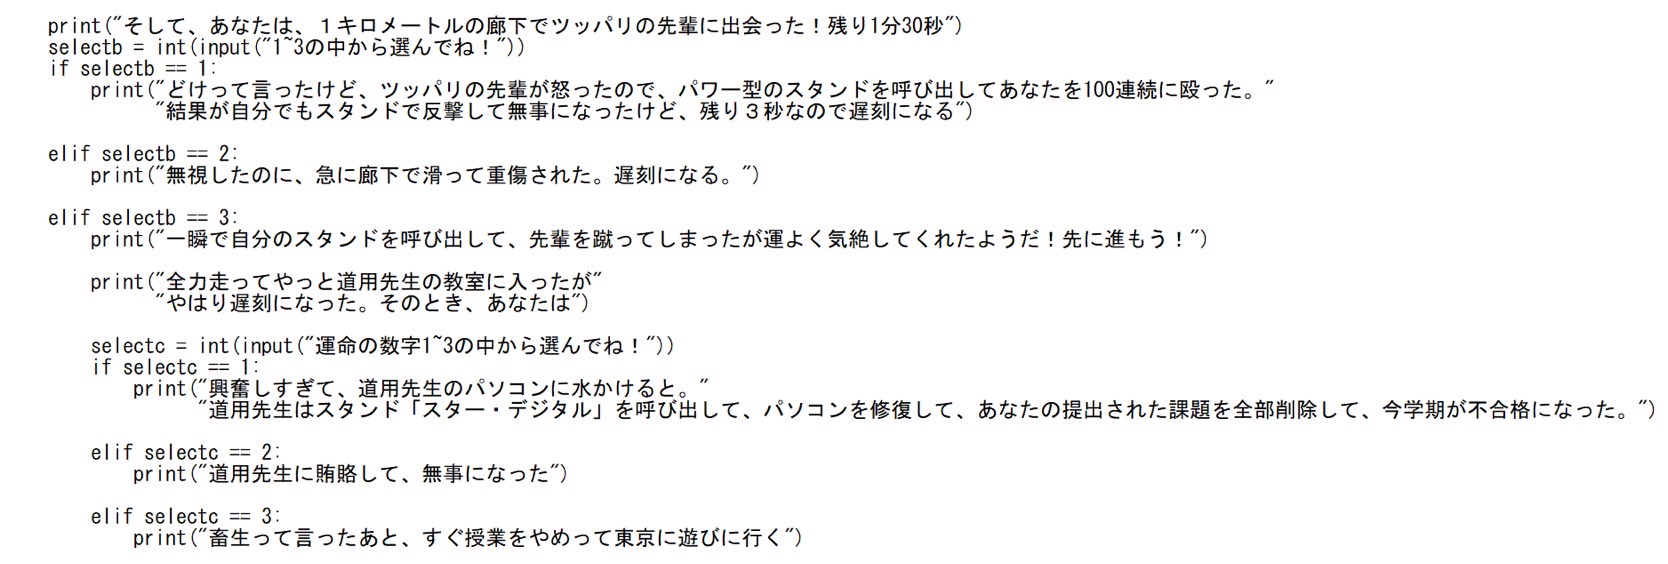 print("そして、あなたは、１キロメートルの廊下でツッパリの先輩に出会った！残り1分30秒")
selectb = int(input("1~3の中から選んでね！"))
if selectb == 1:
    print("どけって言ったけど、ツッパリの先輩が怒ったので、パワー型のスタンドを呼び出してあなたを100連続に殴った。"
          "結果が自分でもスタンドで反撃して無事になったけど、残り３秒なので遅刻になる")
elif selectb == 2:
    print("無視したのに、急に廊下で滑って重傷された。遅刻になる。")
elif selectb == 3:
    print("一瞬で自分のスタンドを呼び出して、先輩を蹴ってしまったが運よく気絶してくれたようだ！先に進もう！")
    print("全力走ってやっと道用先生の教室に入ったが"
          "やはり遅刻になった。そのとき、あなたは")
    selectc = int(input("運命の数字1~3の中から選んでね！"))
    if selectc == 1:
        print("興奮しすぎて、道用先生のパソコンに水かけると。"
              "道用先生はスタンド「スター・デジタル」を呼び出して、パソコンを修復して、あなたの提出された課題を全部削除して、今学期が不合格になった。")
    elif selectc == 2:
        print("道用先生に賄賂して、無事になった")
    elif selectc == 3:
        print("畜生って言ったあと、すぐ授業をやめって東京に遊びに行く")